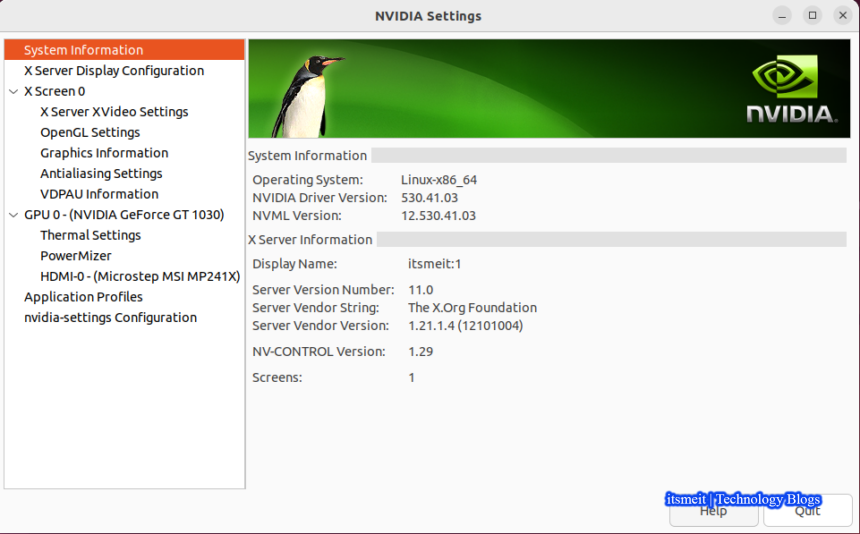 NVIDIA Settings
System Information
X Server Display Configuration
X Screen 0
X Server XVideo Settings
OpenGL Settings
Graphics Information
Antialiasing Settings
VDPAU Information
GPU 0 - (NVIDIA GeForce GT 1030)
Thermal Settings
PowerMizer
HDMI-0 - (Microstep MSI MP241X)
Application Profiles
nvidia-settings Configuration
NVIDIA.
System Information
Operating System: Linux-x86_64
NVIDIA Driver Version: 530.41.03
NVML Version: 12.530.41.03
X Server Information
Display Name: itsmeit:1
Server Version Number: 11.0
Server Vendor String: The X.Org Foundation
Server Vendor Version: 1.21.1.4 (12101004)
NV-CONTROL Version: 1.29
Screens: 1
itsmeit | Technology Blogs
Help Quit